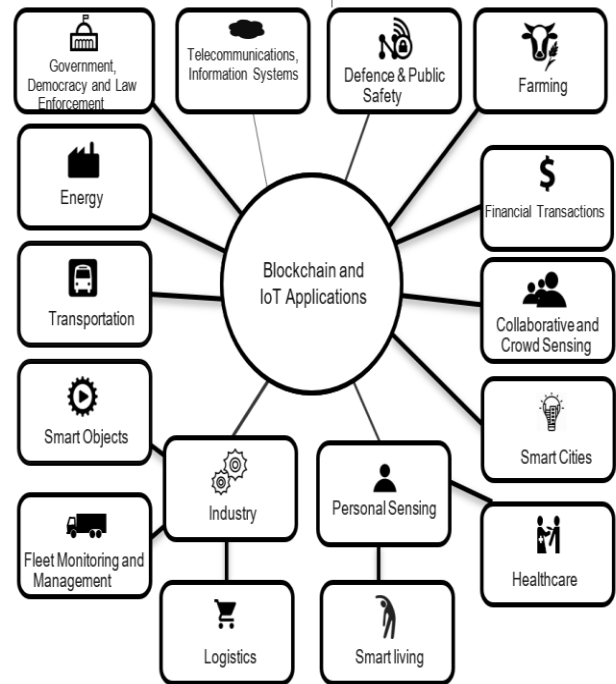 Government,
Democracy and Law
Enforcement
Telecommunications,
Information Systems
Defence & Public
Safety
Farming
Energy
Financial Transactions
Blockchain and
IoT Applications
Transportation
Collaborative and
Crowd Sensing
Smart Objects
Smart Cities
Industry
Personal Sensing
Fleet Monitoring and
Management
Healthcare
Logistics
Smart living